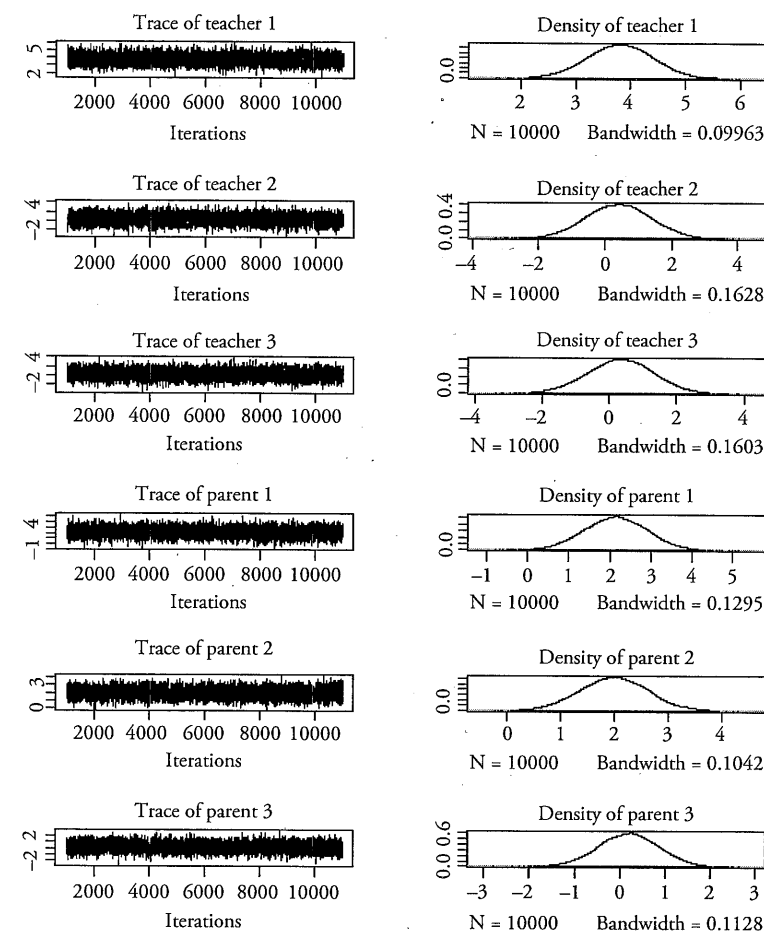 Trace of teacher 1
5
2
2000 4000 6000 8000 10000
Iterations
Density of teacher 1
0.0
2 3 4 5 6
N = 10000 Bandwidth = 0.09963
Trace of teacher 2
4
−2
2000 4000 6000 8000 10000
Iterations
Density of teacher 2
0.4
0.0
−4 −2 0 2 4
N = 10000 Bandwidth = 0.1628
Trace of teacher 3
4
−2
2000 4000 6000 8000 10000
Iterations
Density of teacher 3
0.0
−4 −2 0 2 4
N = 10000 Bandwidth = 0.1603
Trace of parent 1
4
−1
2000 4000 6000 8000 10000
Iterations
Density of parent 1
0.0
−1 0 1 2 3 4 5
N = 10000 Bandwidth = 0.1295
Trace of parent 2
3
0
2000 4000 6000 8000 10000
Iterations
Density of parent 2
0.0
0 1 2 3 4
N = 10000 Bandwidth = 0.1042
Trace of parent 3
2
−2
2000 4000 6000 8000 10000
Iterations
Density of parent 3
0.6
0.0
−3 −2 −1 0 1 2 3
N = 10000 Bandwidth = 0.1128